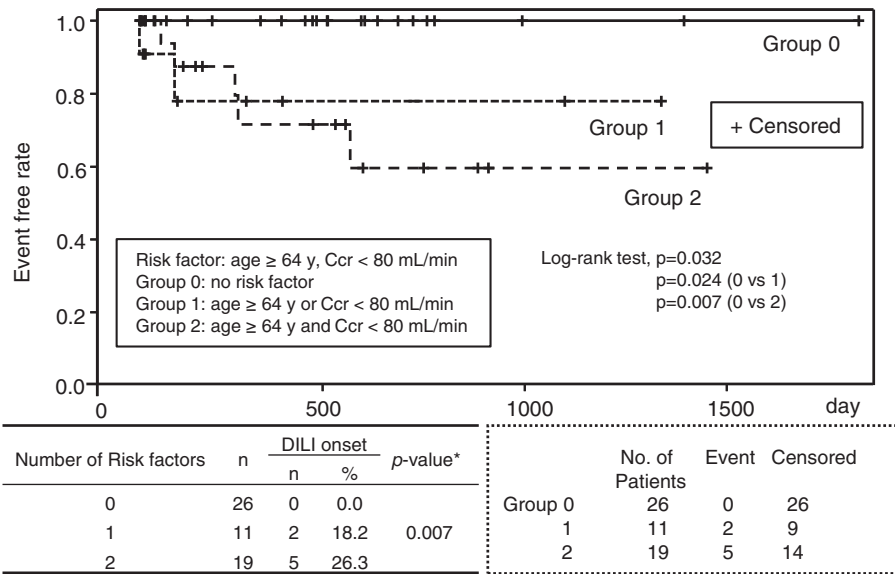 1.0
0.8
0.6
0.4
0.2
0.0
Event free rate
Group 0
Group 1
+ Censored
Group 2
Risk factor: age ≥ 64 y, Ccr < 80 mL/min
Group 0: no risk factor
Group 1: age ≥ 64 y or Ccr < 80 mL/min
Group 2: age ≥ 64 y and Ccr < 80 mL/min
Log-rank test, p=0.032
p=0.024 (0 vs 1)
p=0.007 (0 vs 2)
0 500 1000 1500 day
Number of Risk factors n DILI onset p-value*
n %
0 26 0 0.0
1 11 2 18.2 0.007
2 19 5 26.3
No. of Patients Event Censored
Group 0 26 0 26
1 11 2 9
2 19 5 14